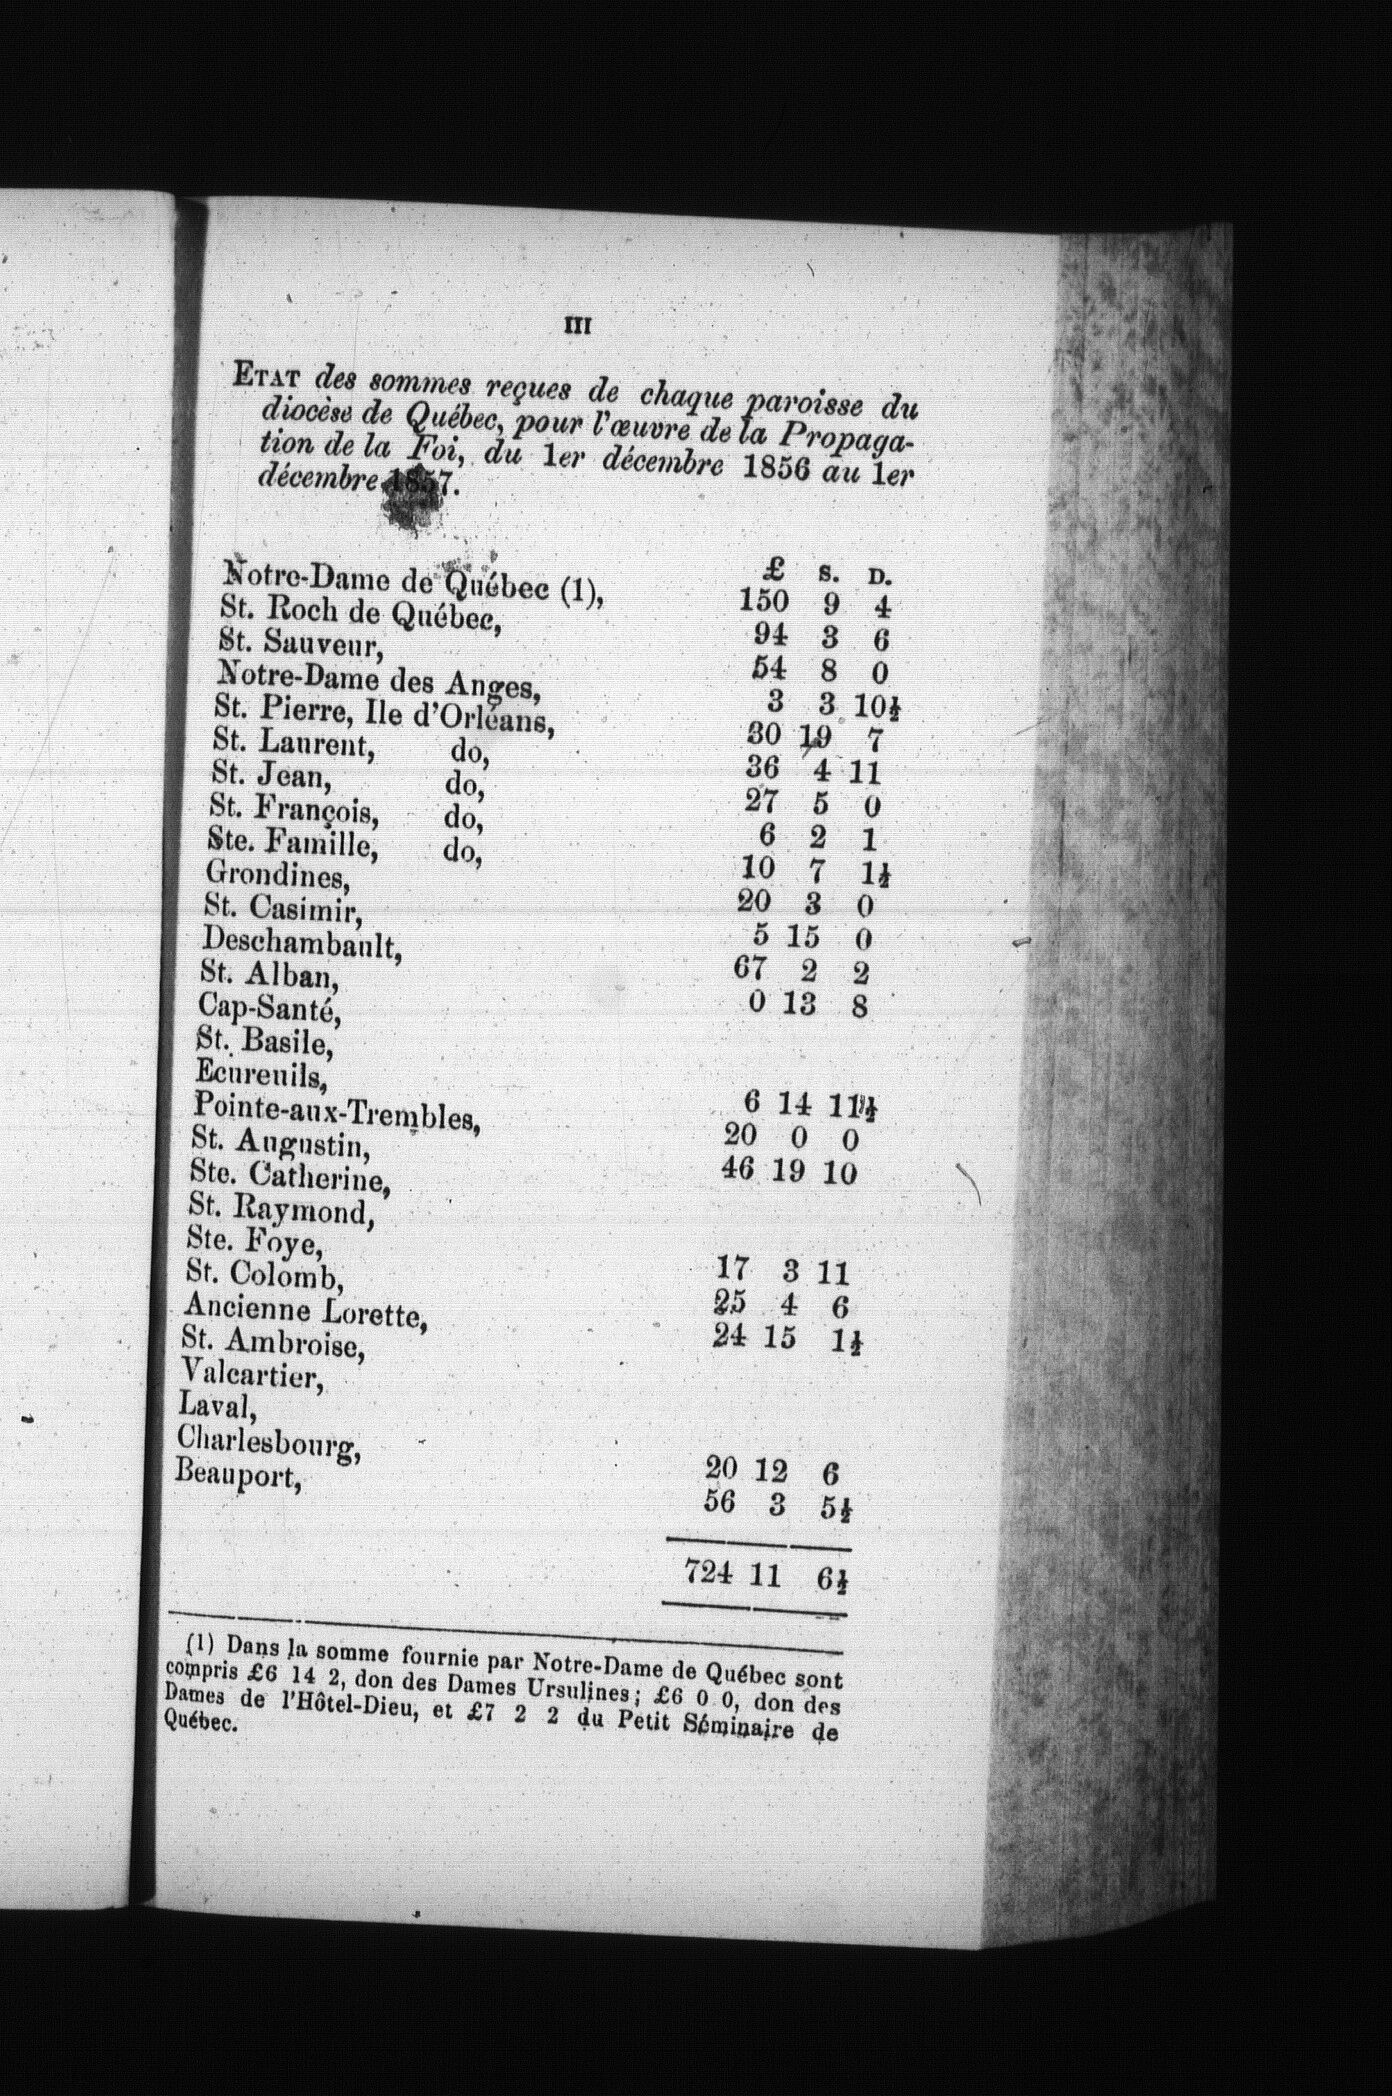 III
ETAT des sommes reçues de chaque paroisse du
diocèse de Québec, pour l'œuvre de la Propaga-
tion de la Foi, du 1er décembre 1856 au 1er
décembre 1857.
£ S. D.
Notre-Dame de Québec (1), 150 9 4
St. Roch de Québec, 94 3 6
St. Sauveur, 54 8 0
Notre-Dame des Anges, 3 3 10½
St. Pierre, Ile d'Orléans, 30 19 7
St. Laurent, do, 36 4 11
St. Jean, do, 27 5 0
St. François, do, 6 2 1
Ste. Famille, do, 10 7 1½
Grondines, 20 3 0
St. Casimir, 5 15 0
Deschambault, 67 2 2
St. Alban, 0 13 8
Cap-Santé,
St. Basile,
Ecureuils, 6 14 11½
Pointe-aux-Trembles, 20 0 0
St. Augustin, 46 19 10
Ste. Catherine,
St. Raymond,
Ste. Foye, 17 3 11
St. Colomb, 25 4 6
Ancienne Lorette, 24 15 1½
St. Ambroise,
Valcartier,
Laval,
Charlesbourg, 20 12 6
Beauport, 56 3 5½
724 11 6½
(1) Dans la somme fournie par Notre-Dame de Québec sont
compris £6 14 2, don des Dames Ursulines; £6 0 0, don des
Dames de l'Hôtel-Dieu, et £7 2 2 du Petit Séminaire de
Québec.